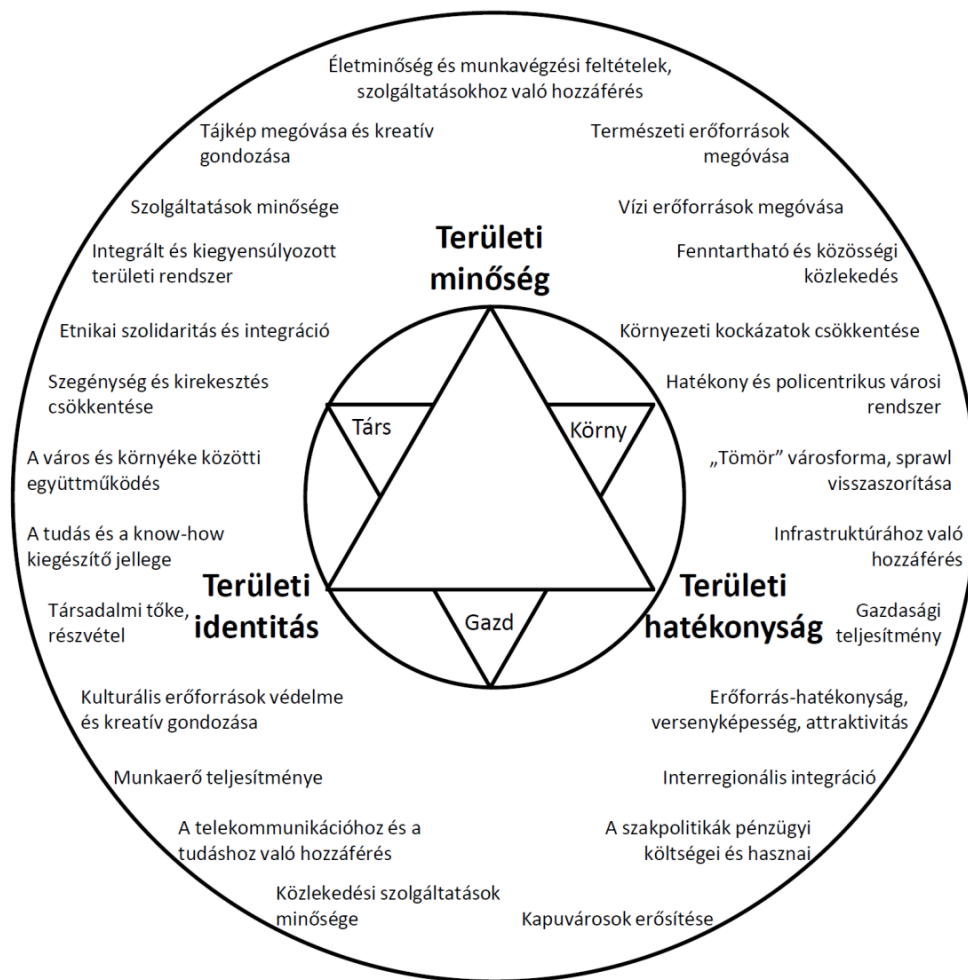 Életminőség és munkavégzési feltételek,
szolgáltatásokhoz való hozzáférés
Tájkép megóvása és kreatív
gondozása
Természeti erőforrások
megóvása
Szolgáltatások minősége
Vízi erőforrások megóvása
Területi
minőség
Integrált és kiegyensúlyozott
területi rendszer
Fenntartható és közösségi
közlekedés
Etnikai szolidaritás és integráció
Környezeti kockázatok csökkentése
Szegénység és kirekesztés
csökkentése
Hatékony és policentrikus városi
rendszer
Társ
Körny
A város és környéke közötti
együttműködés
„Tömör” városforma, sprawl
visszaszorítása
A tudás és a know-how
kiegészítő jellege
Infrastruktúrához való
hozzáférés
Területi
identitás
Területi
hatékonyság
Társadalmi tőke,
részvétel
Gazd
Gazdasági
teljesítmény
Kulturális erőforrások védelme
és kreatív gondozása
Erőforrás-hatékonyság,
versenyképesség, attraktivitás
Munkaerő teljesítménye
Interregionális integráció
A telekommunikációhoz és a
tudáshoz való hozzáférés
A szakpolitikák pénzügyi
költségei és hasznai
Közlekedési szolgáltatások
minősége
Kapuvárosok erősítése